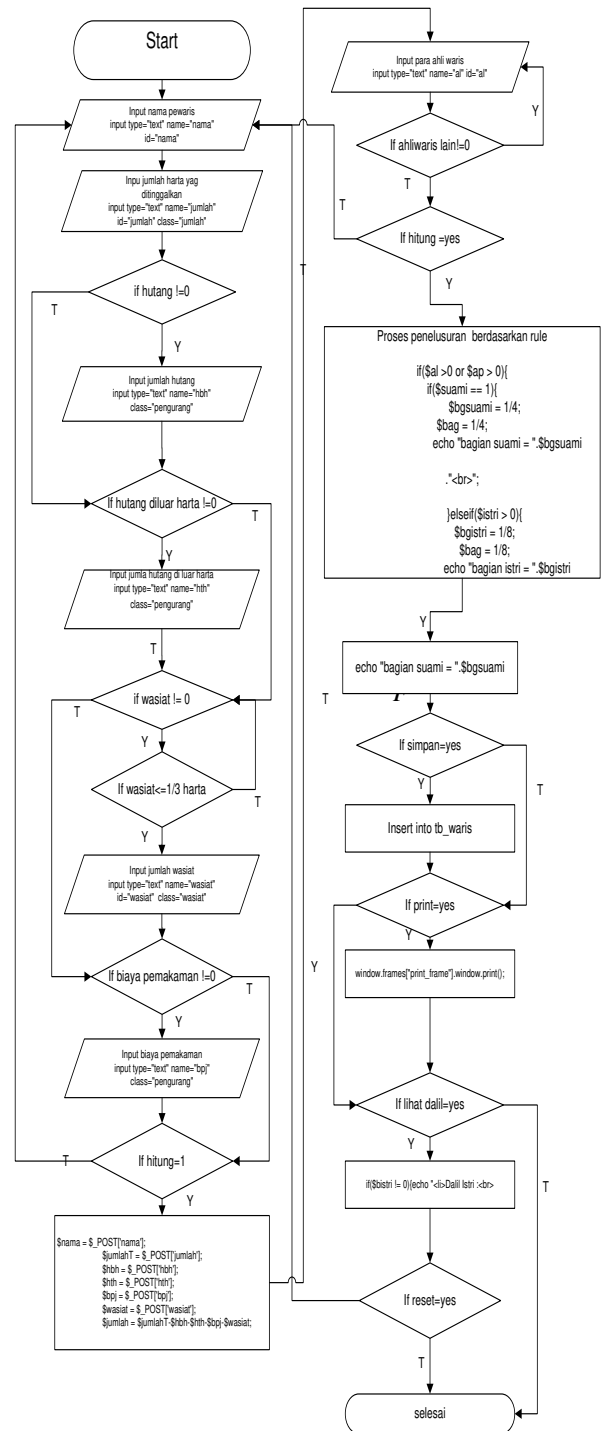 Start
Input nama pewaris
input type="text" name="nama"
id="nama"
Inpu jumlah harta yag
ditinggalkan
input type="text" name="jumlah"
id="jumlah" class="jumlah"
if hutang !=0
T
Y
Input jumlah hutang
input type="text" name="hbh"
class="pengurang"
If hutang diluar harta !=0
T
Y
Input jumla hutang di luar harta
input type="text" name="hth"
class="pengurang"
T
if wasiat != 0
T
Y
If wasiat<=1/3 harta
T
Y
Input jumlah wasiat
input type="text" name="wasiat"
id="wasiat" class="wasiat"
If biaya pemakaman !=0
T
Y
Input biaya pemakaman
input type="text" name="bpj"
class="pengurang"
If hitung=1
T
Y
$nama = $_POST['nama'];
$jumlahT = $_POST['jumlah'];
$hbh = $_POST['hbh'];
$hth = $_POST['hth'];
$bpj = $_POST['bpj'];
$wasiat = $_POST['wasiat'];
$jumlah = $jumlahT-$hbh-$hth-$bpj-$wasiat;
T
Input para ahli waris
input type="text" name="al" id="al"
Y
If ahliwaris lain!=0
T
T
If hitung =yes
Y
Proses penelusuran berdasarkan rule
if($al >0 or $ap > 0){
if($suami == 1){
$bgsuami = 1/4;
$bag = 1/4;
echo "bagian suami = ".$bgsuami
."<br>";
}elseif($istri > 0){
$bgistri = 1/8;
$bag = 1/8;
echo "bagian istri = ".$bgistri
Y
echo "bagian suami = ".$bgsuami
T
If simpan=yes
T
Y
Insert into tb_waris
If print=yes
Y
Y
window.frames["print_frame"].window.print();
If lihat dalil=yes
Y
T
if($bistri != 0){echo "<li>Dalil Istri :<br>
If reset=yes
T
selesai